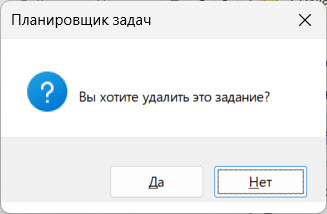 Планировщик задач
Вы хотите удалить это задание?
Да
Нет